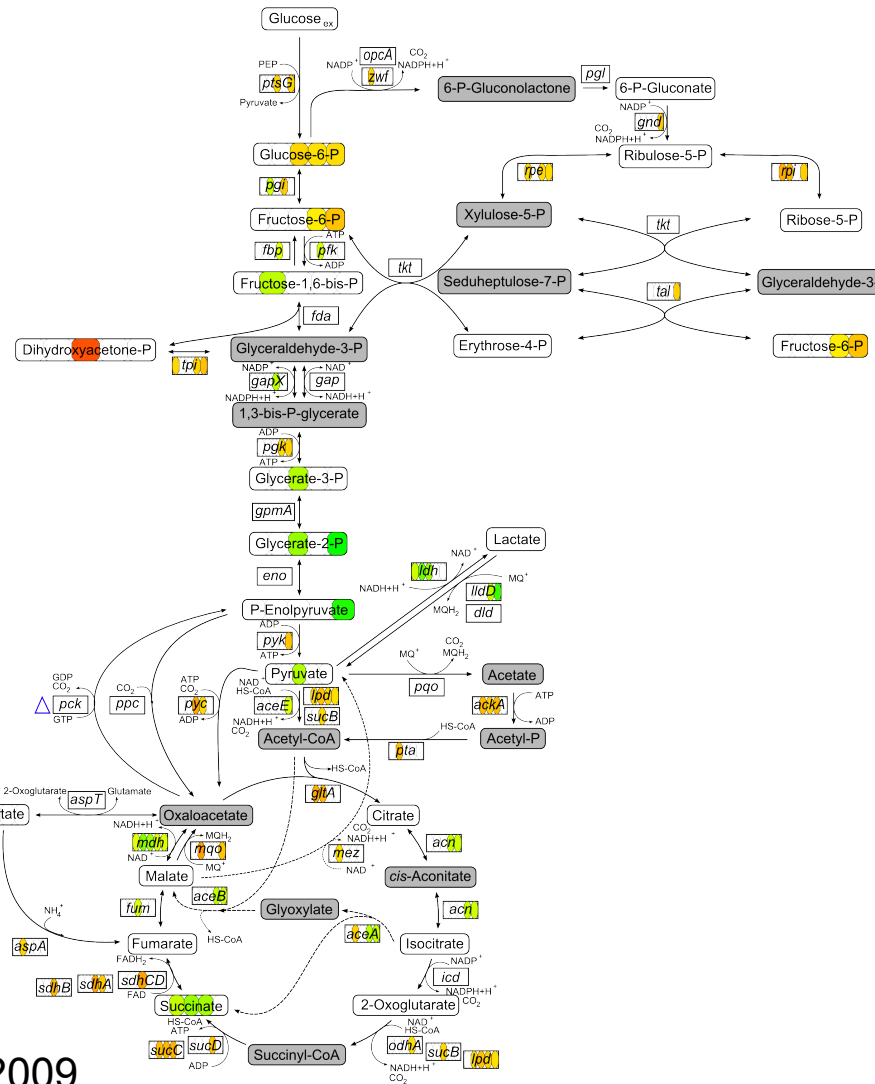 Glucose ex
PEP
ptsG
Pyruvate
NADP+
opcA
zwf
CO2
NADPH+H+
6-P-Gluconolactone
pgl
6-P-Gluconate
NADP+
gnd
CO2
NADPH+H+
Ribulose-5-P
Glucose-6-P
pgi
rpe
rpi
Fructose-6-P
Xylulose-5-P
Ribose-5-P
fbp
ATP
pfk
ADP
tkt
tkt
Fructose-1,6-bis-P
Seduheptulose-7-P
Glyceraldehyde-3-
tal
fda
Dihydroxyacetone-P
Glyceraldehyde-3-P
Erythrose-4-P
Fructose-6-P
tpi
NADP+
NAD+
gapX
gap
NADPH+H+
NADH+H+
1,3-bis-P-glycerate
ADP
pgk
ATP
Glycerate-3-P
gpmA
Glycerate-2-P
Lactate
eno
NAD+
ldh
NADH+H+
MQ+
lldD
MQH2
dld
P-Enolpyruvate
ADP
pyk
ATP
Pyruvate
MQ+
CO2
MQH2
pqo
Acetate
GDP
CO2
pck
GTP
CO2
ppc
ATP
CO2
pyc
ADP
NAD+
HS-CoA
aceE
NADH+H+
CO2
lpd
sucB
ackA
ATP
ADP
Acetyl-CoA
HS-CoA
pta
Acetyl-P
HS-CoA
gltA
2-Oxoglutarate
Glutamate
aspT
tate
Oxaloacetate
Citrate
NADH+H+
mdh
NAD+
MQH2
mqo
MQ+
CO2
NADH+H+
mez
NAD+
acn
Malate
cis-Aconitate
aceB
fum
Glyoxylate
acn
HS-CoA
NH4+
aspA
Fumarate
aceA
Isocitrate
FADH2
sdhB
sdhA
sdhCD
FAD
NADP+
icd
NADPH+H+
CO2
Succinate
2-Oxoglutarate
HS-CoA
ATP
sucC
sucD
ADP
Succinyl-CoA
NAD+
HS-CoA
odhA
sucB
lpd
NADH+H+
CO2
2009